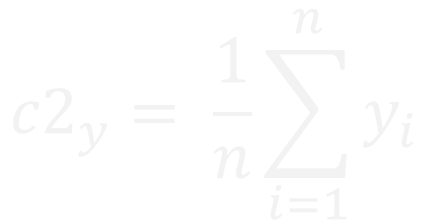 c2_y = \frac{1}{n} \sum_{i=1}^{n} y_i